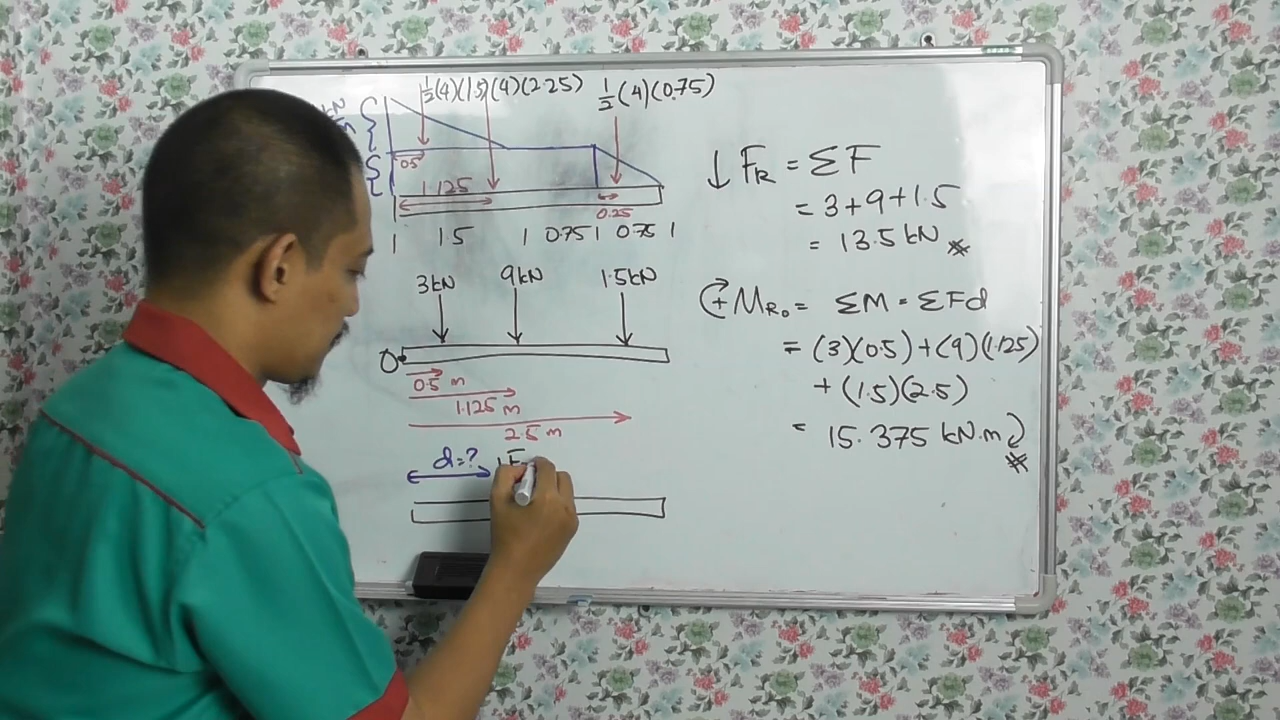 ½(4)(1.5) (4)(2.25) ½(4)(0.75)
kN
0.5
1.125
0.25
1.5 0.75 0.75
3kN 9kN 1.5kN
O
0.5 m
1.125 m
2.5 m
d=? F
↓ FR = ΣF
= 3+9+1.5
= 13.5 kN
+ MRo = ΣM = ΣFd
= (3)(0.5)+(9)(1.125)
+ (1.5)(2.5)
= 15.375 kN.m